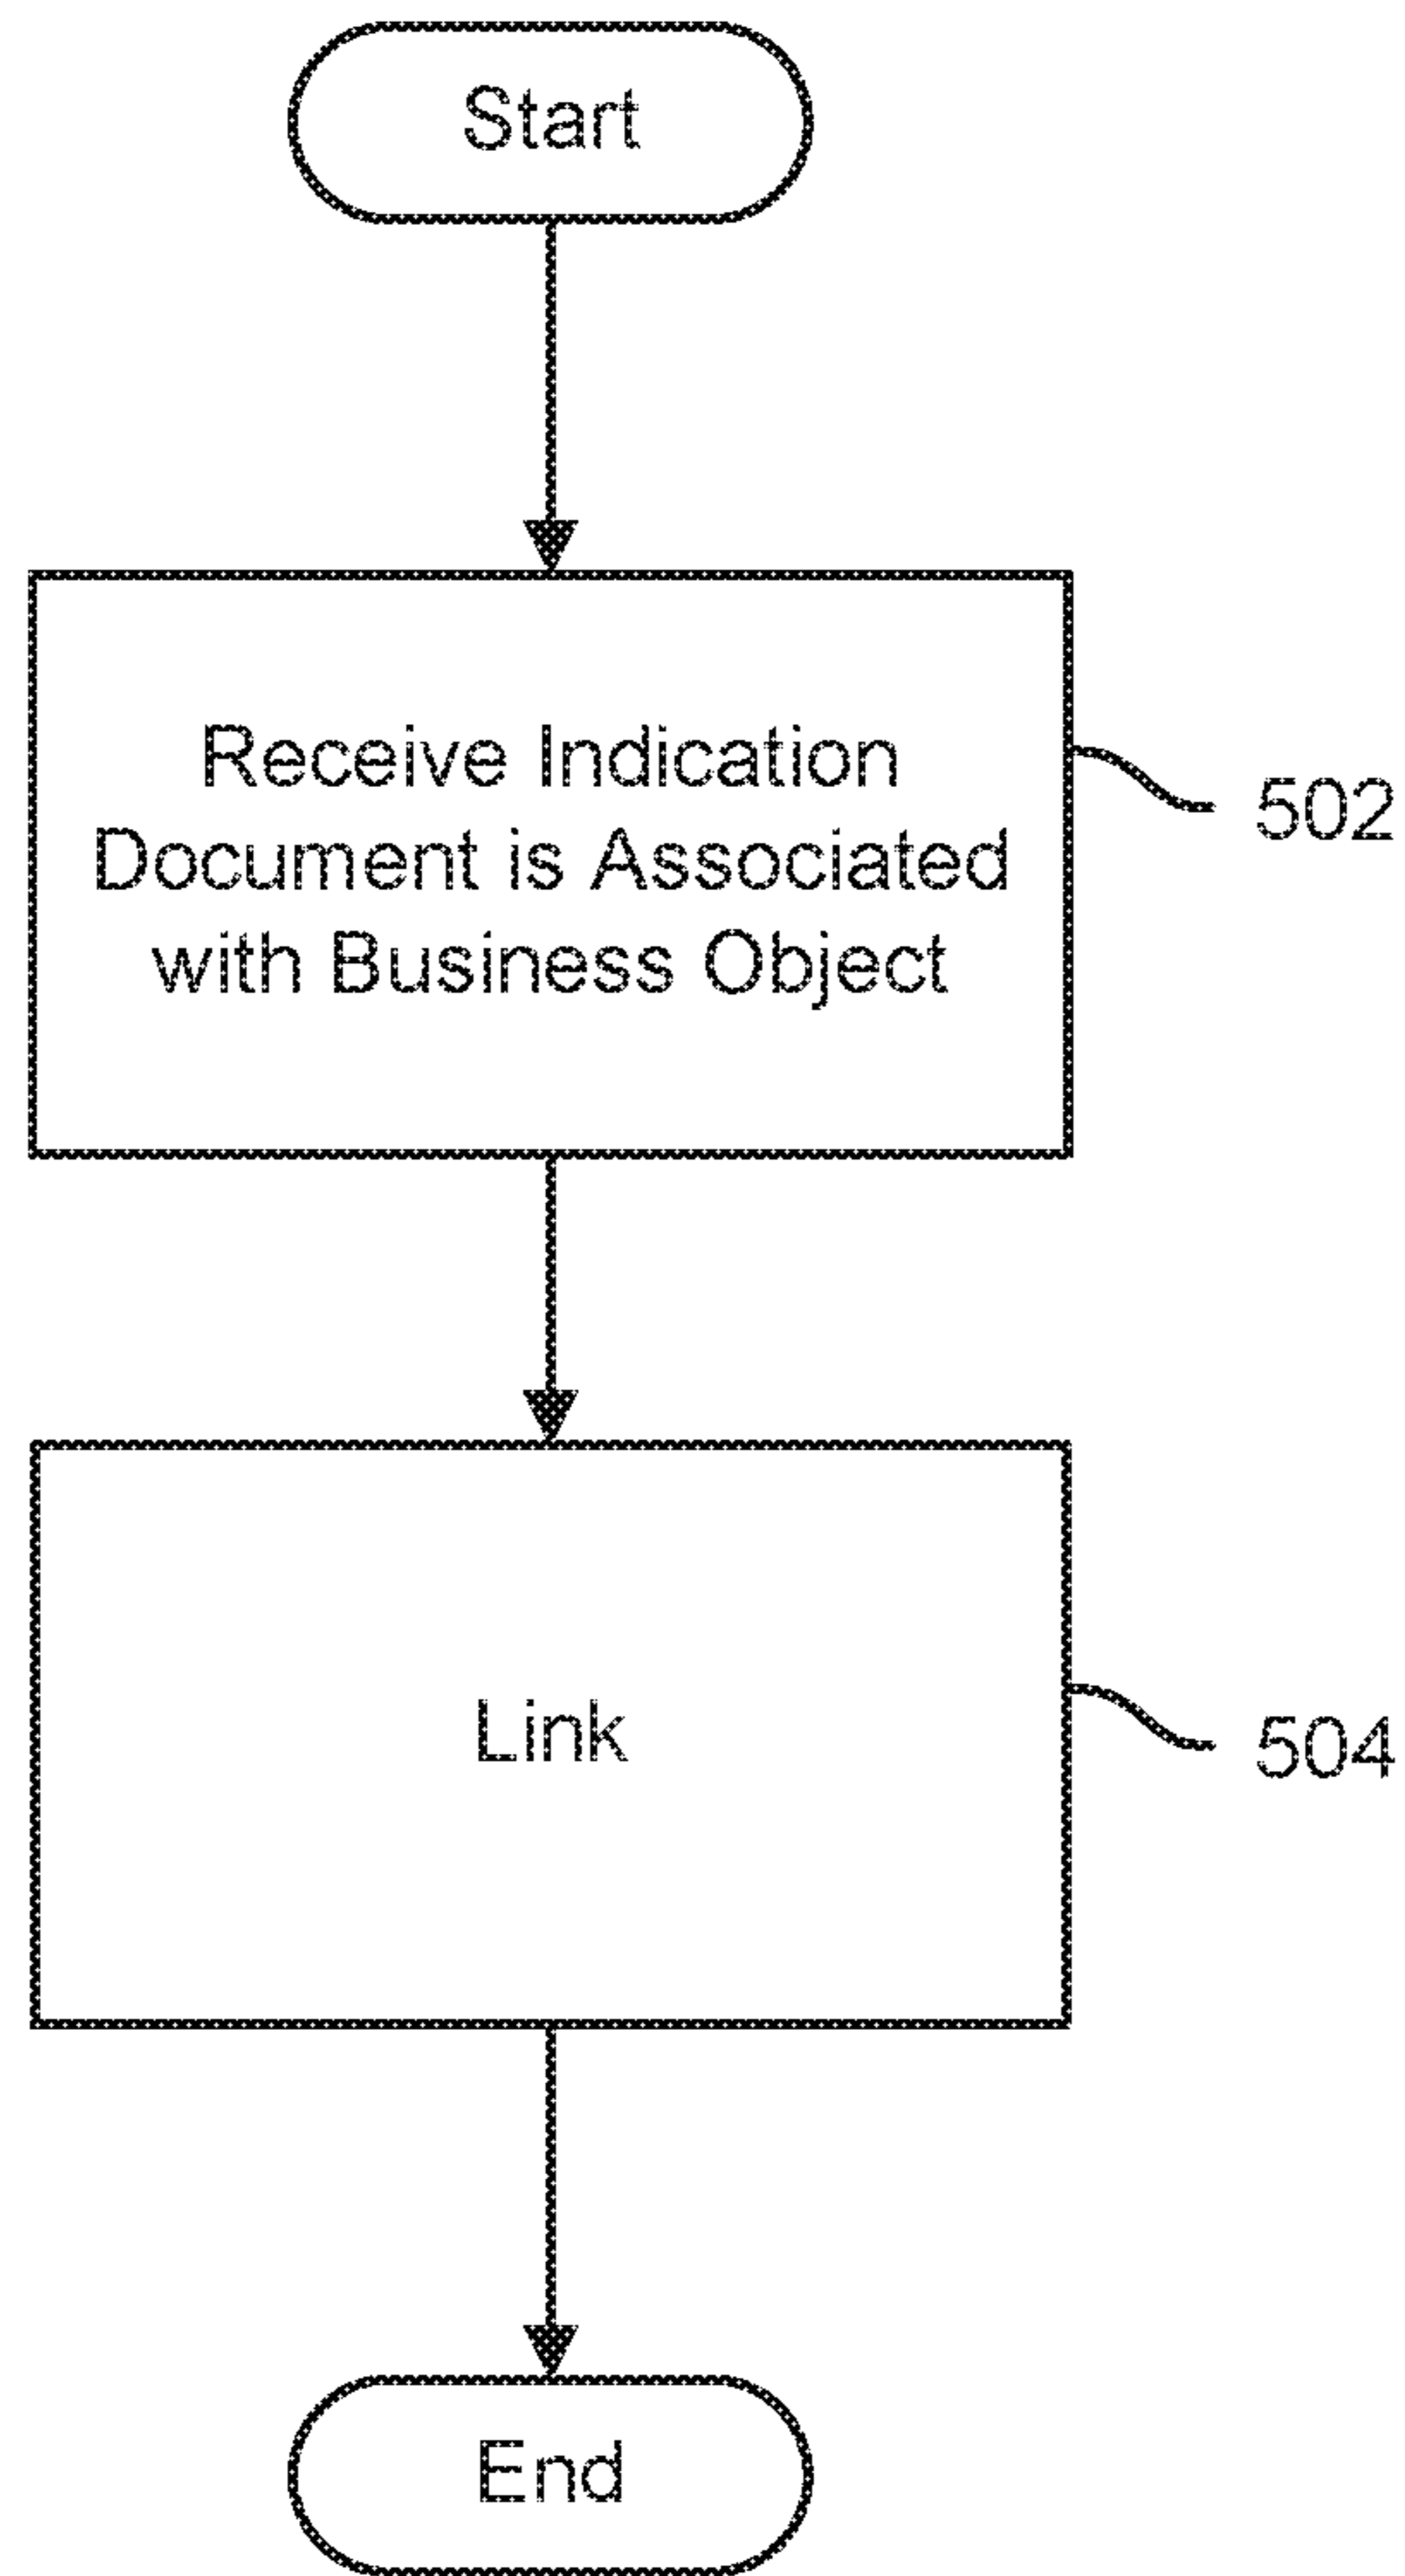 Start
Receive Indication
Document is Associated
with Business Object
502
Link
504
End